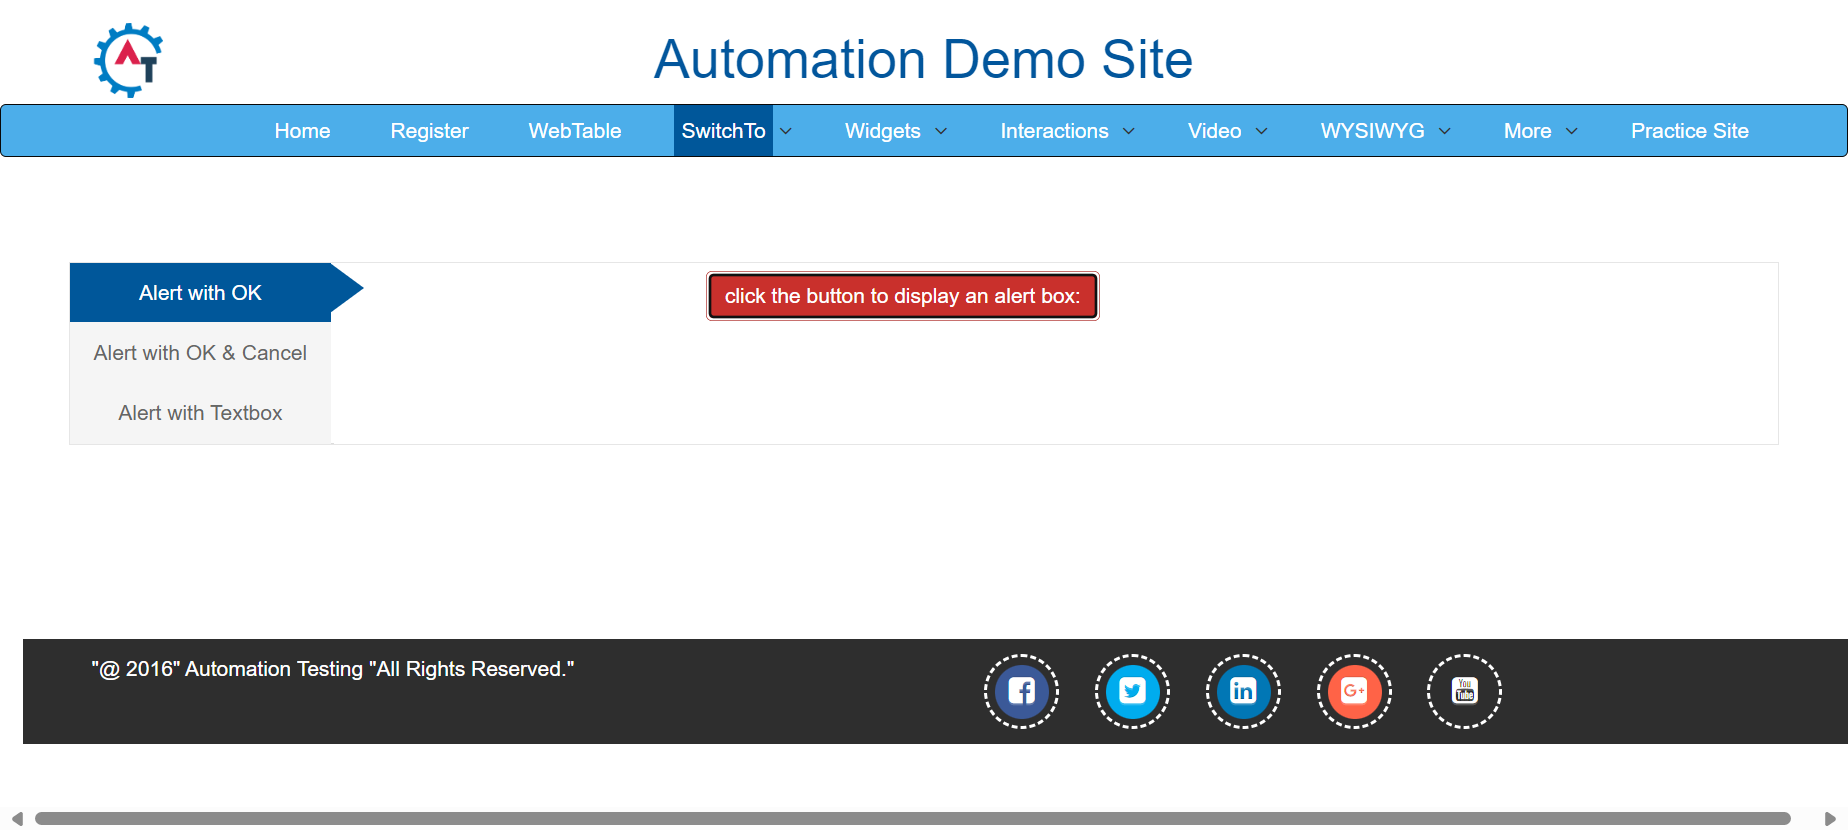 AT
Automation Demo Site
Home Register WebTable SwitchTo Widgets Interactions Video WYSIWYG More Practice Site
Alert with OK
click the button to display an alert box:
Alert with OK & Cancel
Alert with Textbox
"@ 2016" Automation Testing "All Rights Reserved."
f in G+ You Tube